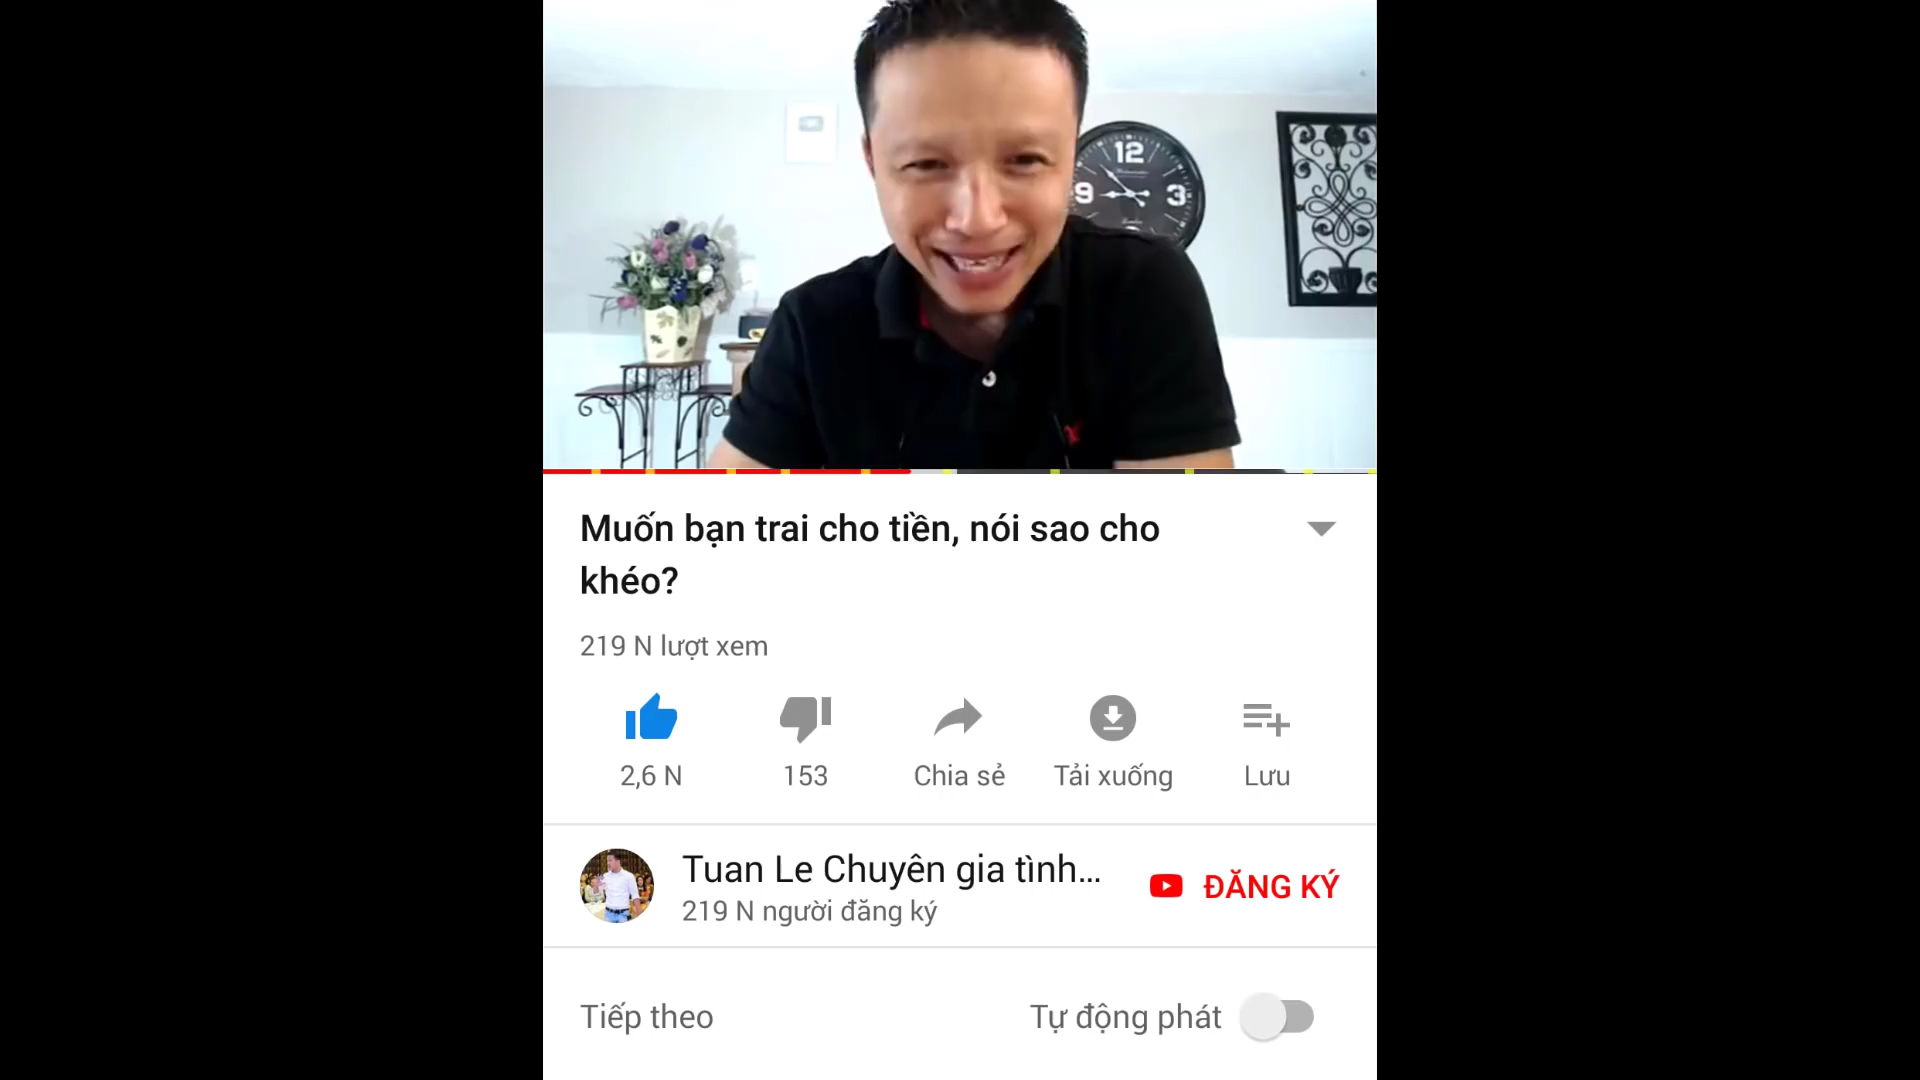 12
9
3
Muốn bạn trai cho tiền, nói sao cho
khéo?
219 N lượt xem
2,6 N
153
Chia sẻ
Tải xuống
Lưu
Tuan Le Chuyên gia tình...
219 N người đăng ký
ĐĂNG KÝ
Tiếp theo
Tự động phát